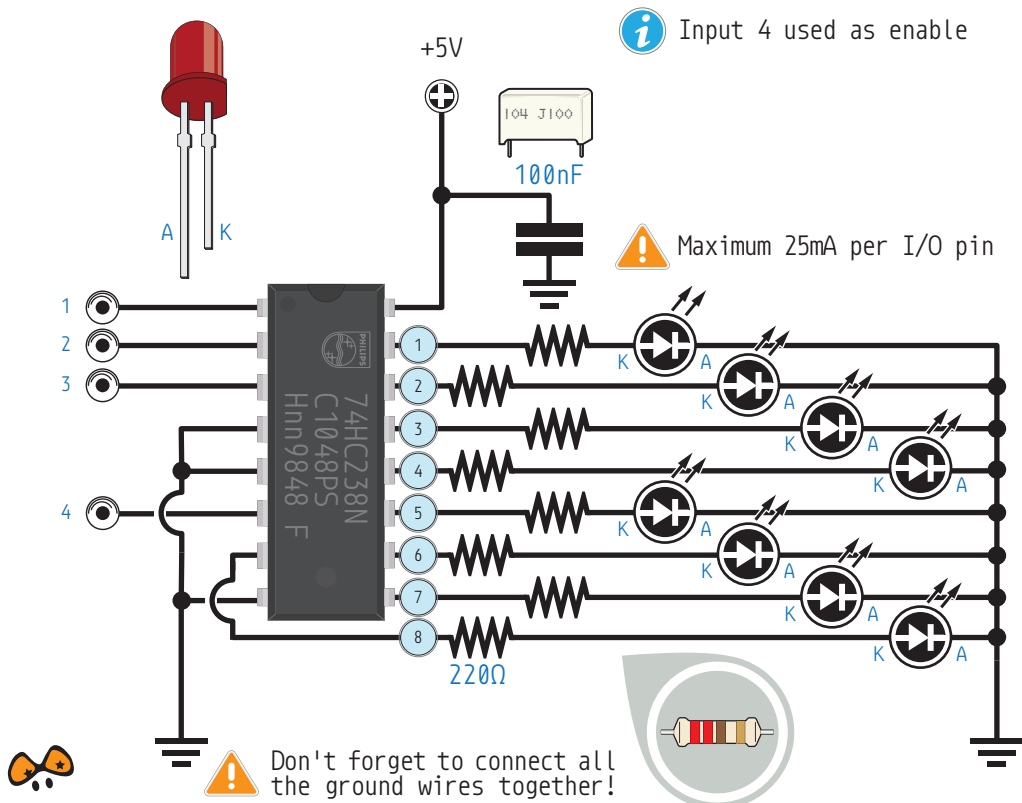 Input 4 used as enable
+5V
104 J100
100nF
A K
Maximum 25mA per I/O pin
1
2
3
4
PHILIPS
74HC238N
C1048PS
Hnn9848 F
1
K A
2
K A
3
K A
4
K A
5
K A
6
K A
7
K A
8
K A
220Ω
Don't forget to connect all
the ground wires together!